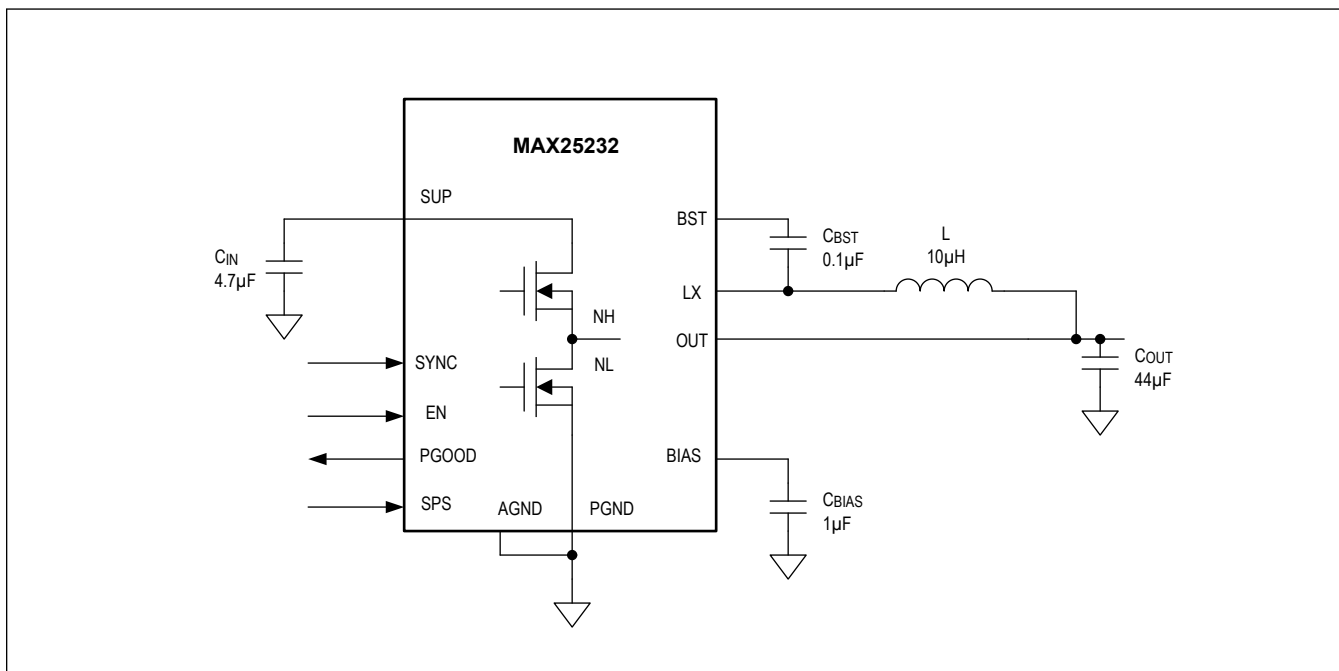 MAX25232
SUP
BST
CIN
4.7µF
CBST
0.1µF
L
10µH
LX
NH
OUT
NL
SYNC
COUT
44µF
EN
PGOOD
BIAS
SPS
AGND
PGND
CBIAS
1µF